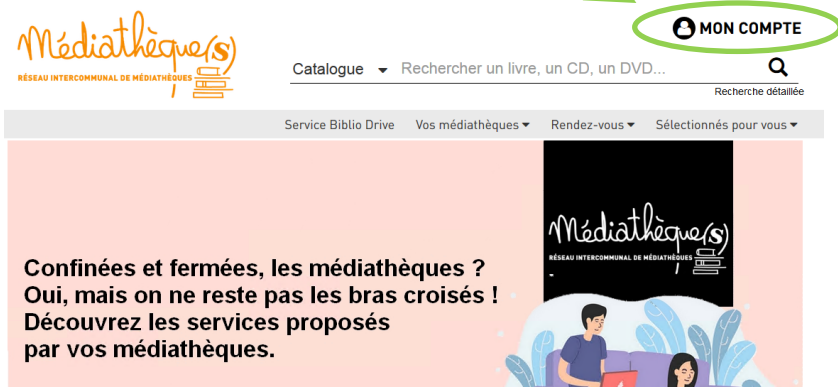 Médiathèque(s)
RÉSEAU INTERCOMMUNAL DE MÉDIATHÈQUES
MON COMPTE
Catalogue Rechercher un livre, un CD, un DVD...
Recherche détaillée
Service Biblio Drive Vos médiathèques Rendez-vous Sélectionnés pour vous
Médiathèque(s)
RÉSEAU INTERCOMMUNAL DE MÉDIATHÈQUES
Confinées et fermées, les médiathèques ?
Oui, mais on ne reste pas les bras croisés !
Découvrez les services proposés
par vos médiathèques.